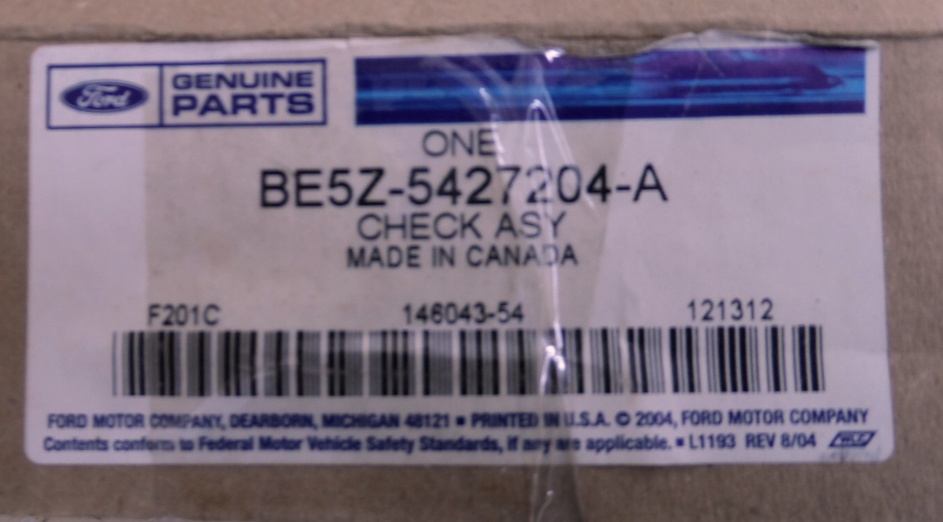 Ford GENUINE PARTS
ONE
BE5Z-5427204-A
CHECK ASY
MADE IN CANADA
F201C 146043-54 121312
FORD MOTOR COMPANY, DEARBORN, MICHIGAN 48121 ■ PRINTED IN U.S.A. © 2004, FORD MOTOR COMPANY
Contents conform to Federal Motor Vehicle Safety Standards, if any are applicable. ■ L1193 REV 8/04